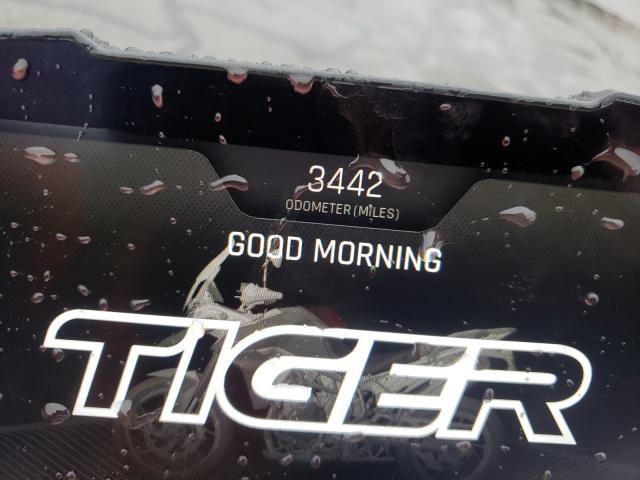 3442
ODOMETER (MILES)
GOOD MORNING
TIGER